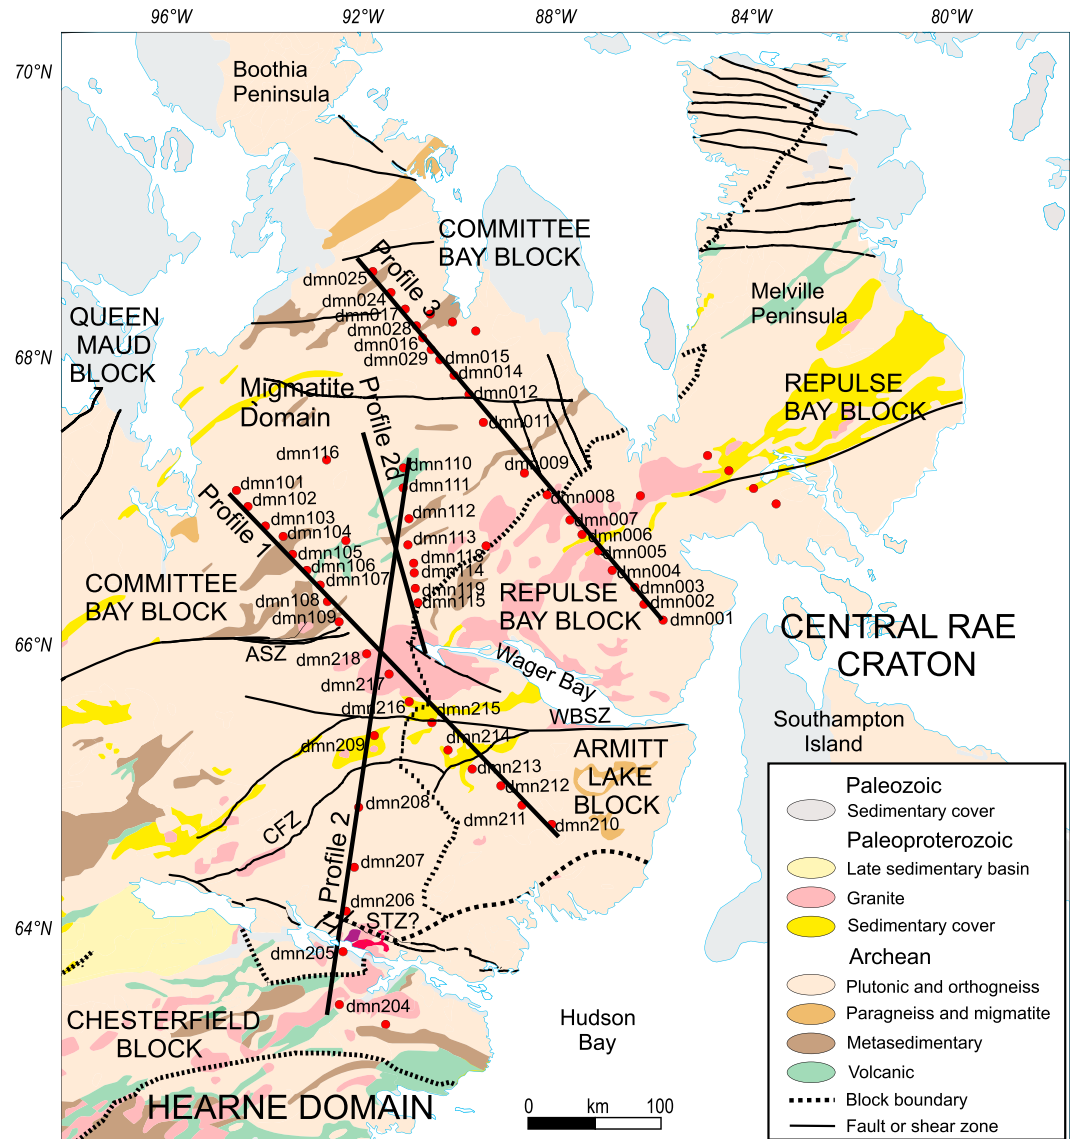 96°W 92°W 88°W 84°W 80°W
70°N
Boothia
Peninsula
COMMITTEE
BAY BLOCK
Profile 3
dmn025
dmn024
dmn017
dmn028
dmn016
dmn029
dmn015
dmn014
dmn012
dmn011
dmn009
dmn008
dmn007
dmn006
dmn005
dmn004
dmn003
dmn002
dmn001
Melville
Peninsula
QUEEN
MAUD
BLOCK
68°N
REPULSE
BAY BLOCK
Migmatite
Domain
Profile 2d
dmn116
dmn110
dmn111
dmn112
dmn113
dmn118
dmn114
dmn119
dmn115
Profile 1
dmn101
dmn102
dmn103
dmn104
dmn105
dmn106
dmn107
dmn108
dmn109
COMMITTEE
BAY BLOCK
REPULSE
BAY BLOCK
CENTRAL RAE
CRATON
66°N
ASZ
Wager Bay
dmn218
dmn217
dmn216
dmn215
WBSZ
dmn209
dmn214
dmn213
dmn212
dmn211
dmn210
ARMITT
LAKE
BLOCK
Southampton
Island
dmn208
CFZ
Profile 2
dmn207
dmn206
STZ?
64°N
dmn205
dmn204
CHESTERFIELD
BLOCK
Hudson
Bay
HEARNE DOMAIN
0 km 100
Paleozoic
Sedimentary cover
Paleoproterozoic
Late sedimentary basin
Granite
Sedimentary cover
Archean
Plutonic and orthogneiss
Paragneiss and migmatite
Metasedimentary
Volcanic
Block boundary
Fault or shear zone